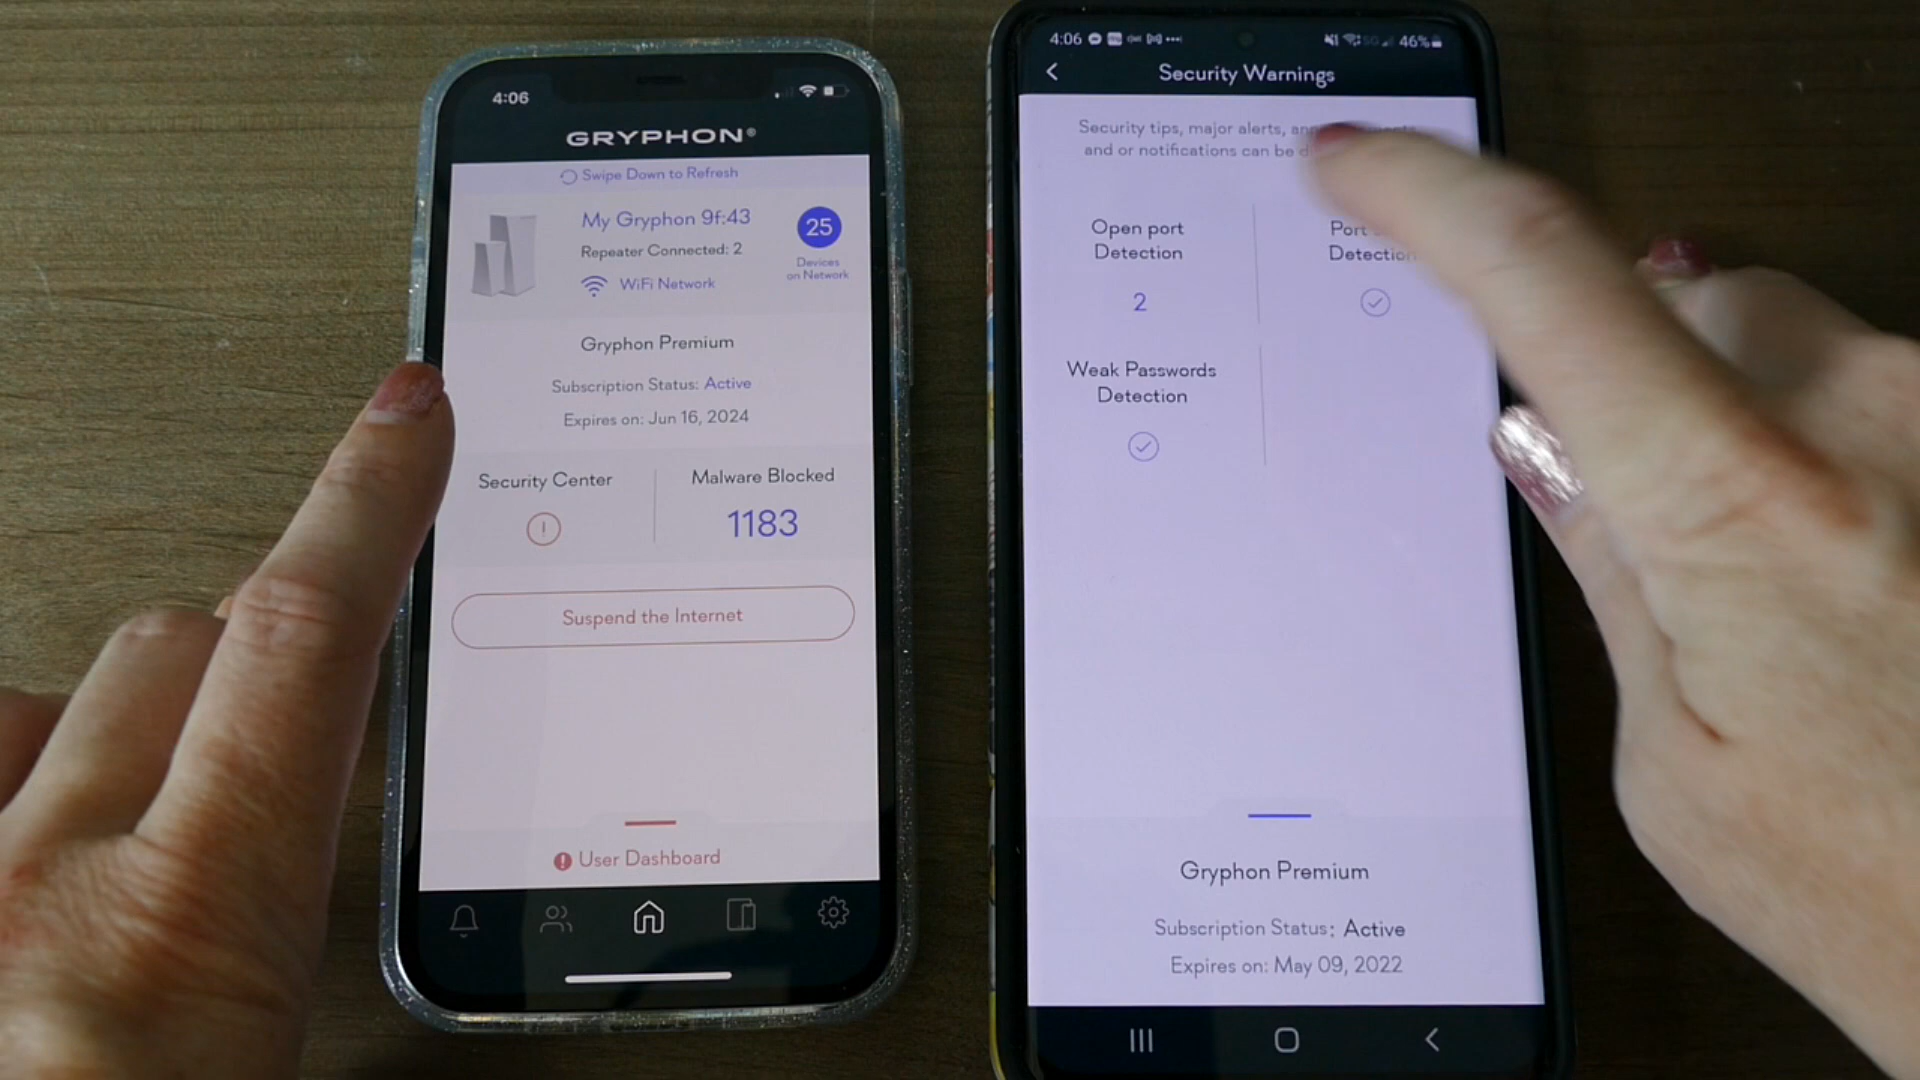 4:06
GRYPHON®
Swipe Down to Refresh
My Gryphon 9f:43
Repeater Connected: 2
WiFi Network
25
Devices
on Network
Gryphon Premium
Subscription Status: Active
Expires on: Jun 16, 2024
Security Center
Malware Blocked
1183
Suspend the Internet
User Dashboard
4:06
46%
Security Warnings
Security tips, major alerts,
and or notifications can be
Open port
Detection
2
Port
Detection
Weak Passwords
Detection
Gryphon Premium
Subscription Status: Active
Expires on: May 09, 2022